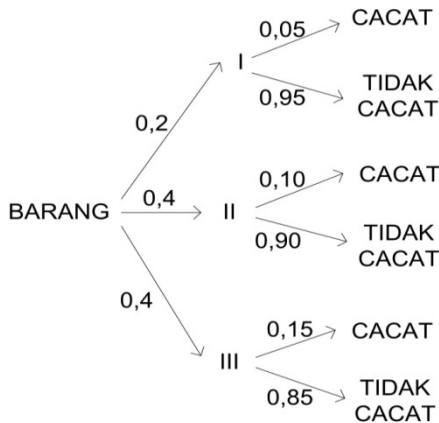 0,05
CACAT
I
0,95
TIDAK
CACAT
0,2
0,10
CACAT
BARANG
0,4
II
0,90
TIDAK
CACAT
0,4
0,15
CACAT
III
0,85
TIDAK
CACAT